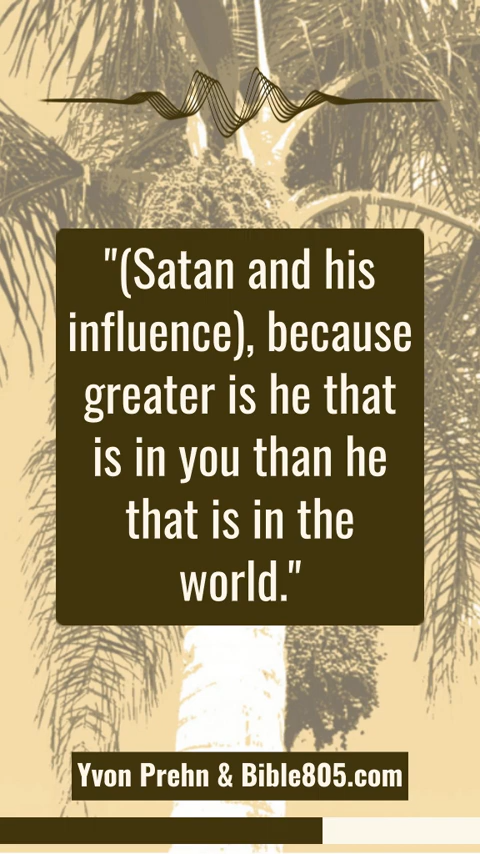 "(Satan and his
influence), because
greater is he that
is in you than he
that is in the
world."
Yvon Prehn & Bible805.com